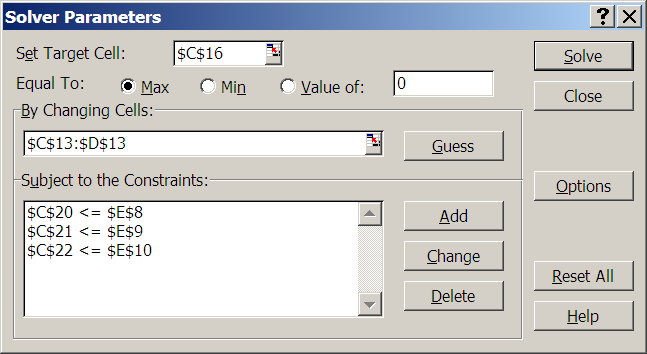 Solver Parameters
Set Target Cell: $C$16 Solve
Equal To: Max Min Value of: 0 Close
By Changing Cells:
$C$13:$D$13 Guess
Subject to the Constraints: Options
$C$20 <= $E$8 Add
$C$21 <= $E$9
$C$22 <= $E$10 Change
Reset All
Delete
Help